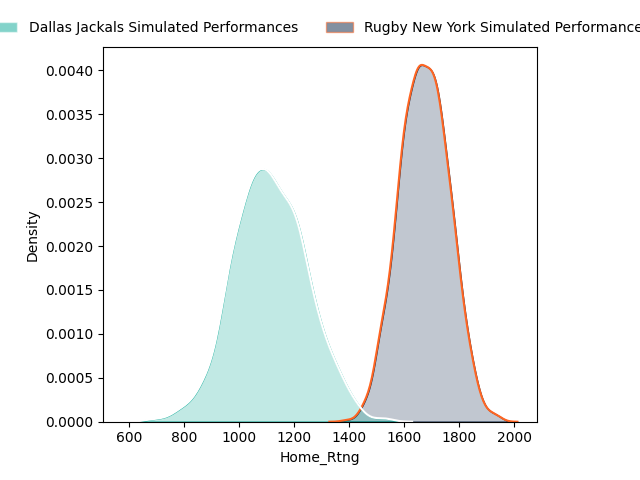 Dallas Jackals Simulated Performances Rugby New York Simulated Performance
0.0040
0.0035
0.0030
0.0025
0.0020
0.0015
0.0010
0.0005
0.0000
Density
600 800 1000 1200 1400 1600 1800 2000
Home_Rtng